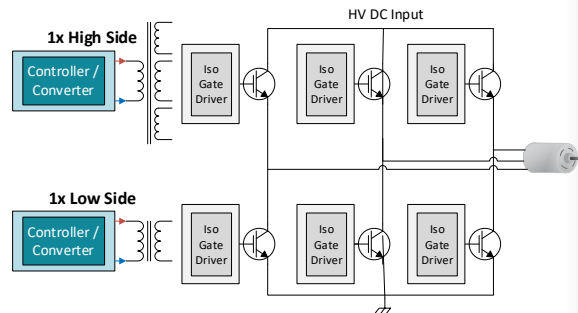 HV DC Input
1x High Side
Controller /
Converter
Iso
Gate
Driver
Iso
Gate
Driver
Iso
Gate
Driver
1x Low Side
Controller /
Converter
Iso
Gate
Driver
Iso
Gate
Driver
Iso
Gate
Driver